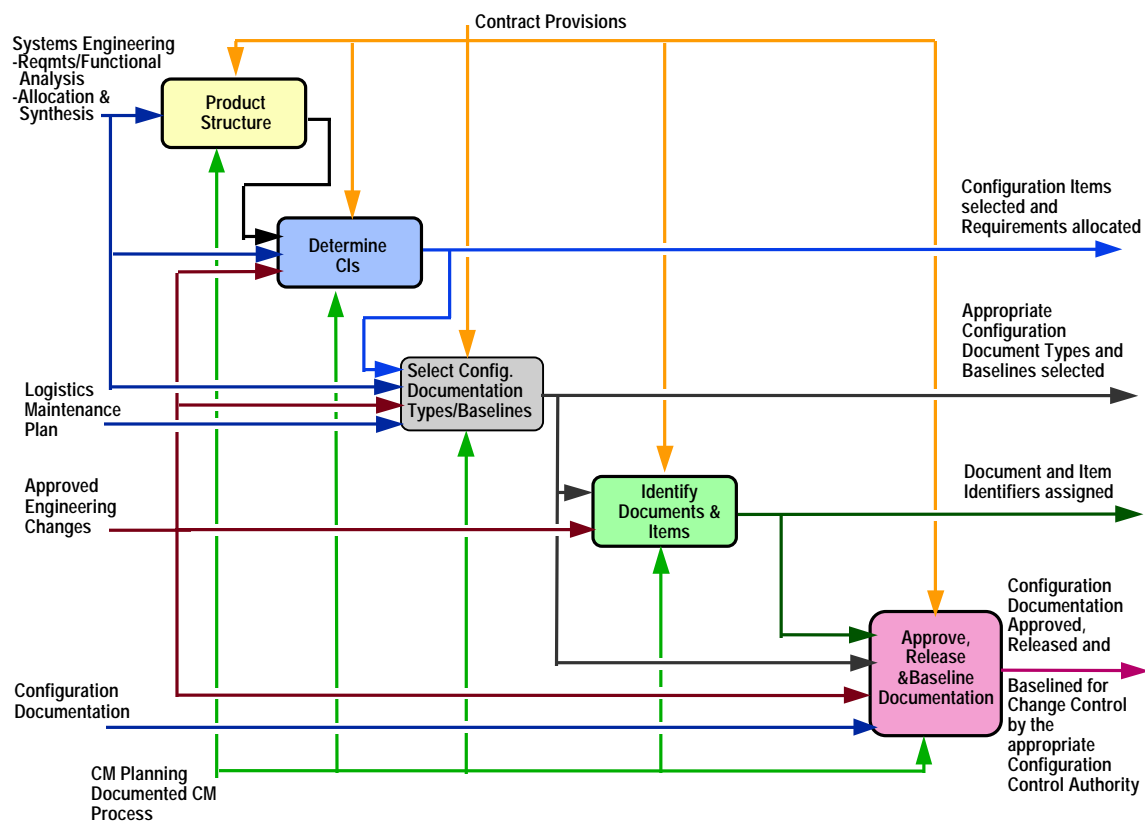 Contract Provisions
Systems Engineering
-Reqmts/Functional
Analysis
-Allocation &
Synthesis
Product
Structure
Configuration Items
selected and
Requirements allocated
Determine
CIs
Appropriate
Configuration
Document Types and
Baselines selected
Select Config.
Documentation
Types/Baselines
Logistics
Maintenance
Plan
Document and Item
Identifiers assigned
Identify
Documents &
Items
Approved
Engineering
Changes
Configuration
Documentation
Approved,
Released and
Approve,
Release
&Baseline
Documentation
Baselined for
Change Control
by the
appropriate
Configuration
Control Authority
Configuration
Documentation
CM Planning
Documented CM
Process